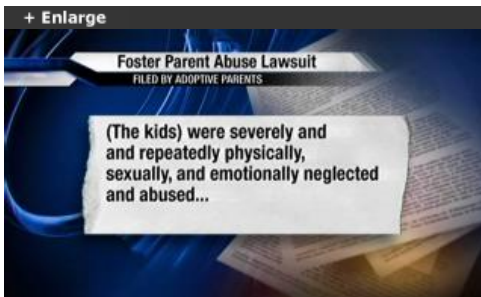 + Enlarge
Foster Parent Abuse Lawsuit
FILED BY ADOPTIVE PARENTS
(The kids) were severely and
and repeatedly physically,
sexually, and emotionally neglected
and abused...